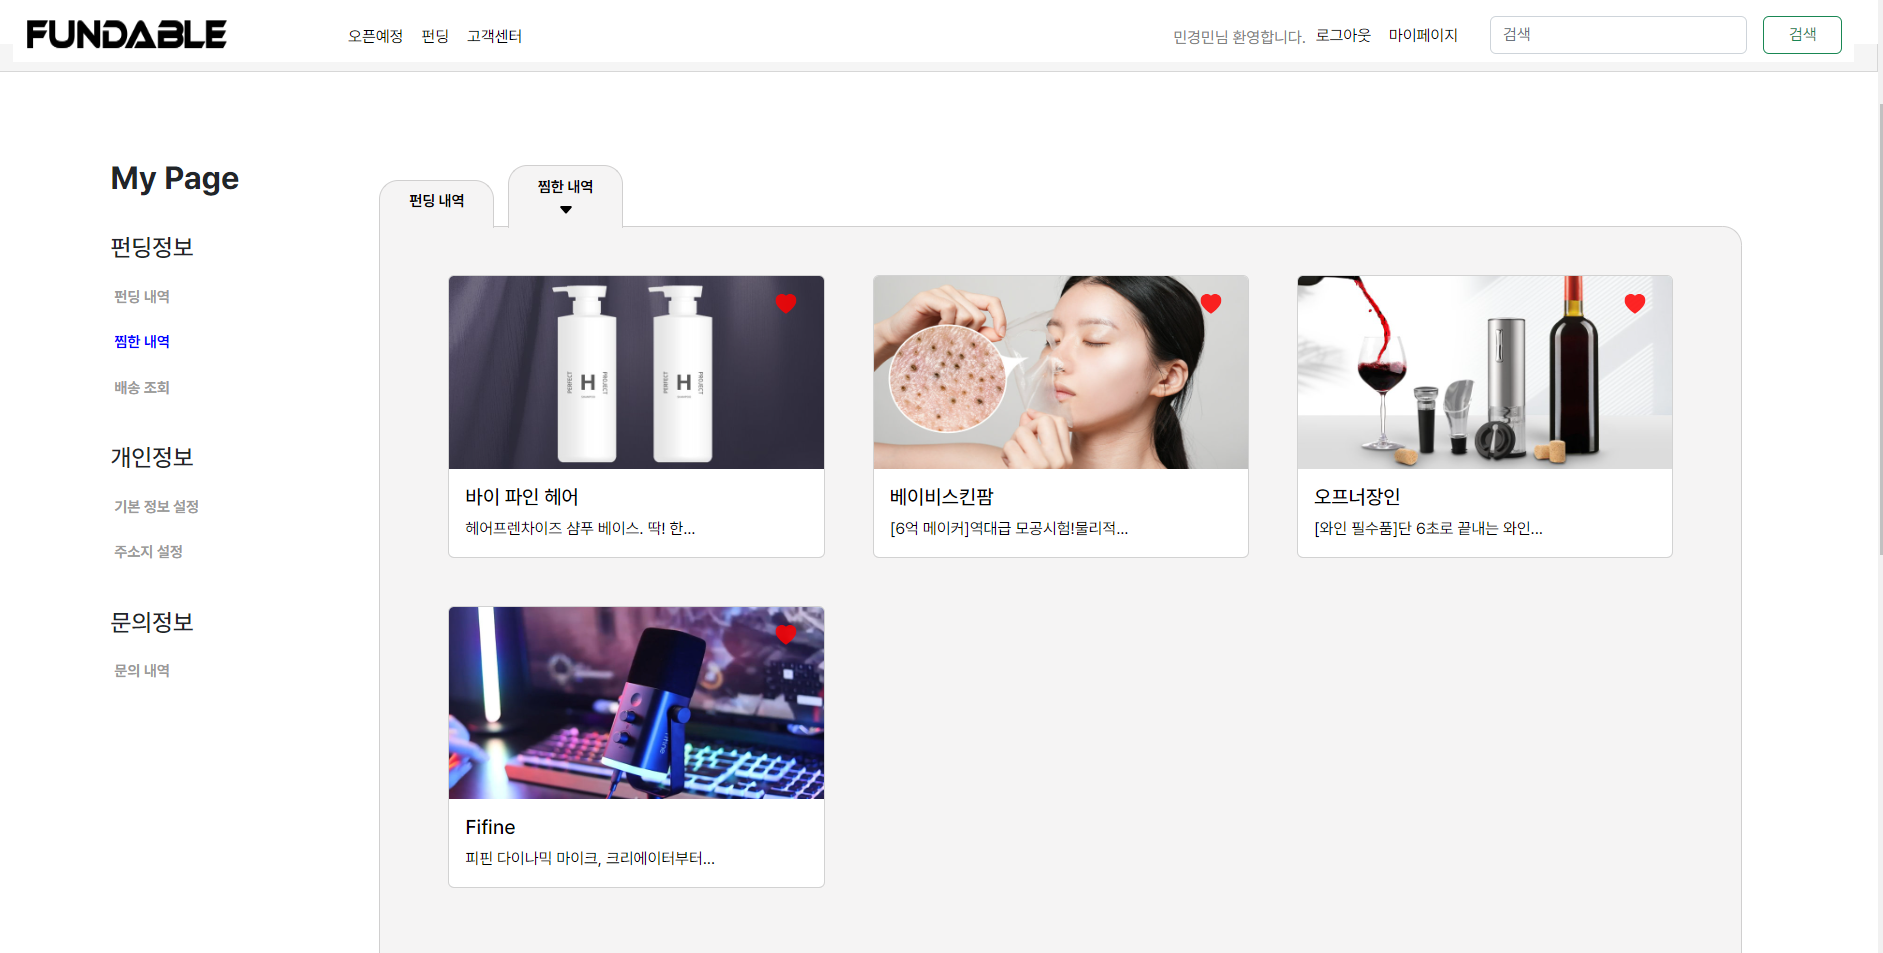 FUNDABLE
오픈예정 펀딩 고객센터
민경민님 환영합니다. 로그아웃 마이페이지 검색 검색
My Page
펀딩정보
펀딩 내역
찜한 내역
배송 조회
개인정보
기본 정보 설정
주소지 설정
문의정보
문의 내역
펀딩 내역
찜한 내역
PERFECT H PROJECT
PERFECT H PROJECT
바이 파인 헤어
헤어프렌차이즈 샴푸 베이스. 딱! 한...
베이비스킨팜
[6억 메이커]역대급 모공시험!물리적...
오프너장인
[와인 필수품]단 6초로 끝내는 와인...
fifine
Fifine
피핀 다이나믹 마이크, 크리에이터부터...